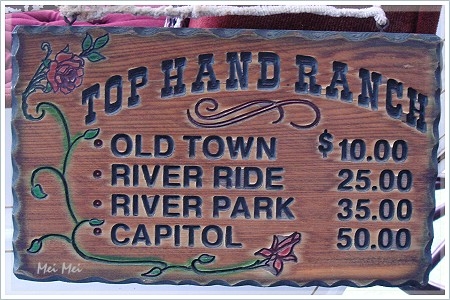 TOP HAND RANCH
• OLD TOWN $10.00
• RIVER RIDE 25.00
• RIVER PARK 35.00
• CAPITOL 50.00
Mei Mei